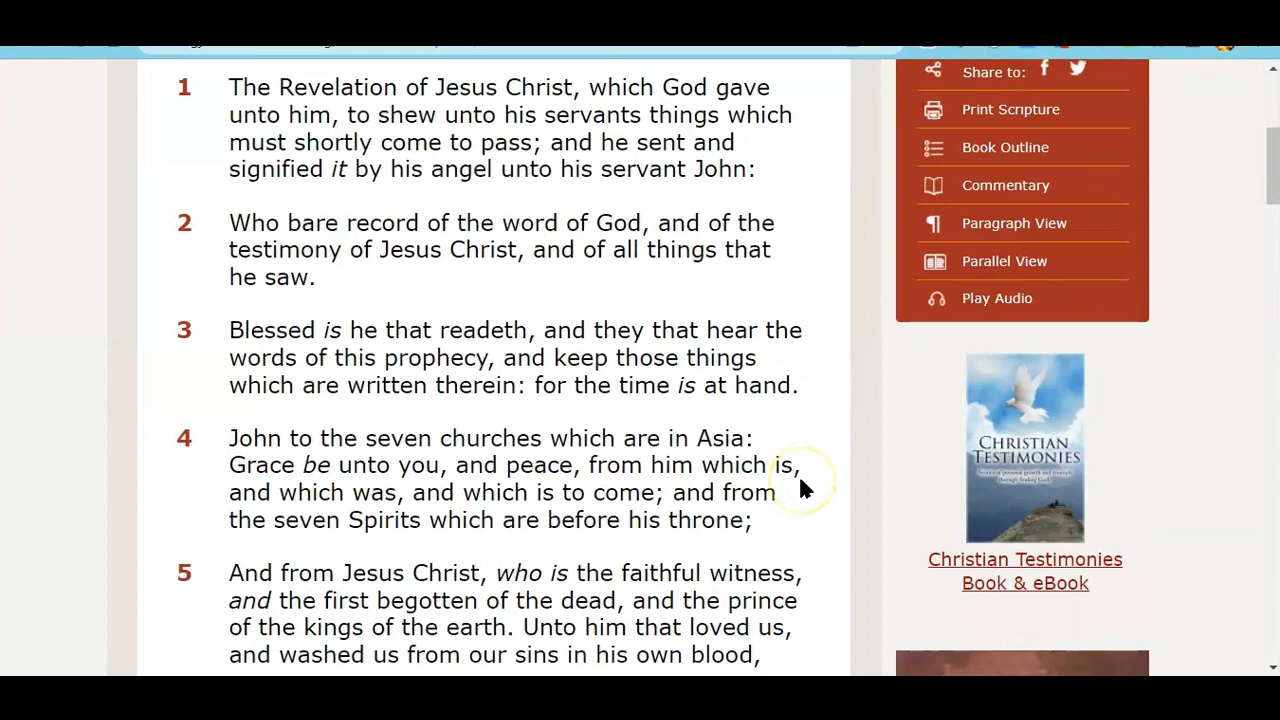 1 The Revelation of Jesus Christ, which God gave
unto him, to shew unto his servants things which
must shortly come to pass; and he sent and
signified it by his angel unto his servant John:
2 Who bare record of the word of God, and of the
testimony of Jesus Christ, and of all things that
he saw.
3 Blessed is he that readeth, and they that hear the
words of this prophecy, and keep those things
which are written therein: for the time is at hand.
4 John to the seven churches which are in Asia:
Grace be unto you, and peace, from him which is,
and which was, and which is to come; and from
the seven Spirits which are before his throne;
5 And from Jesus Christ, who is the faithful witness,
and the first begotten of the dead, and the prince
of the kings of the earth. Unto him that loved us,
and washed us from our sins in his own blood,
Share to:
Print Scripture
Book Outline
Commentary
Paragraph View
Parallel View
Play Audio
CHRISTIAN
TESTIMONIES
Christian Testimonies
Book & eBook